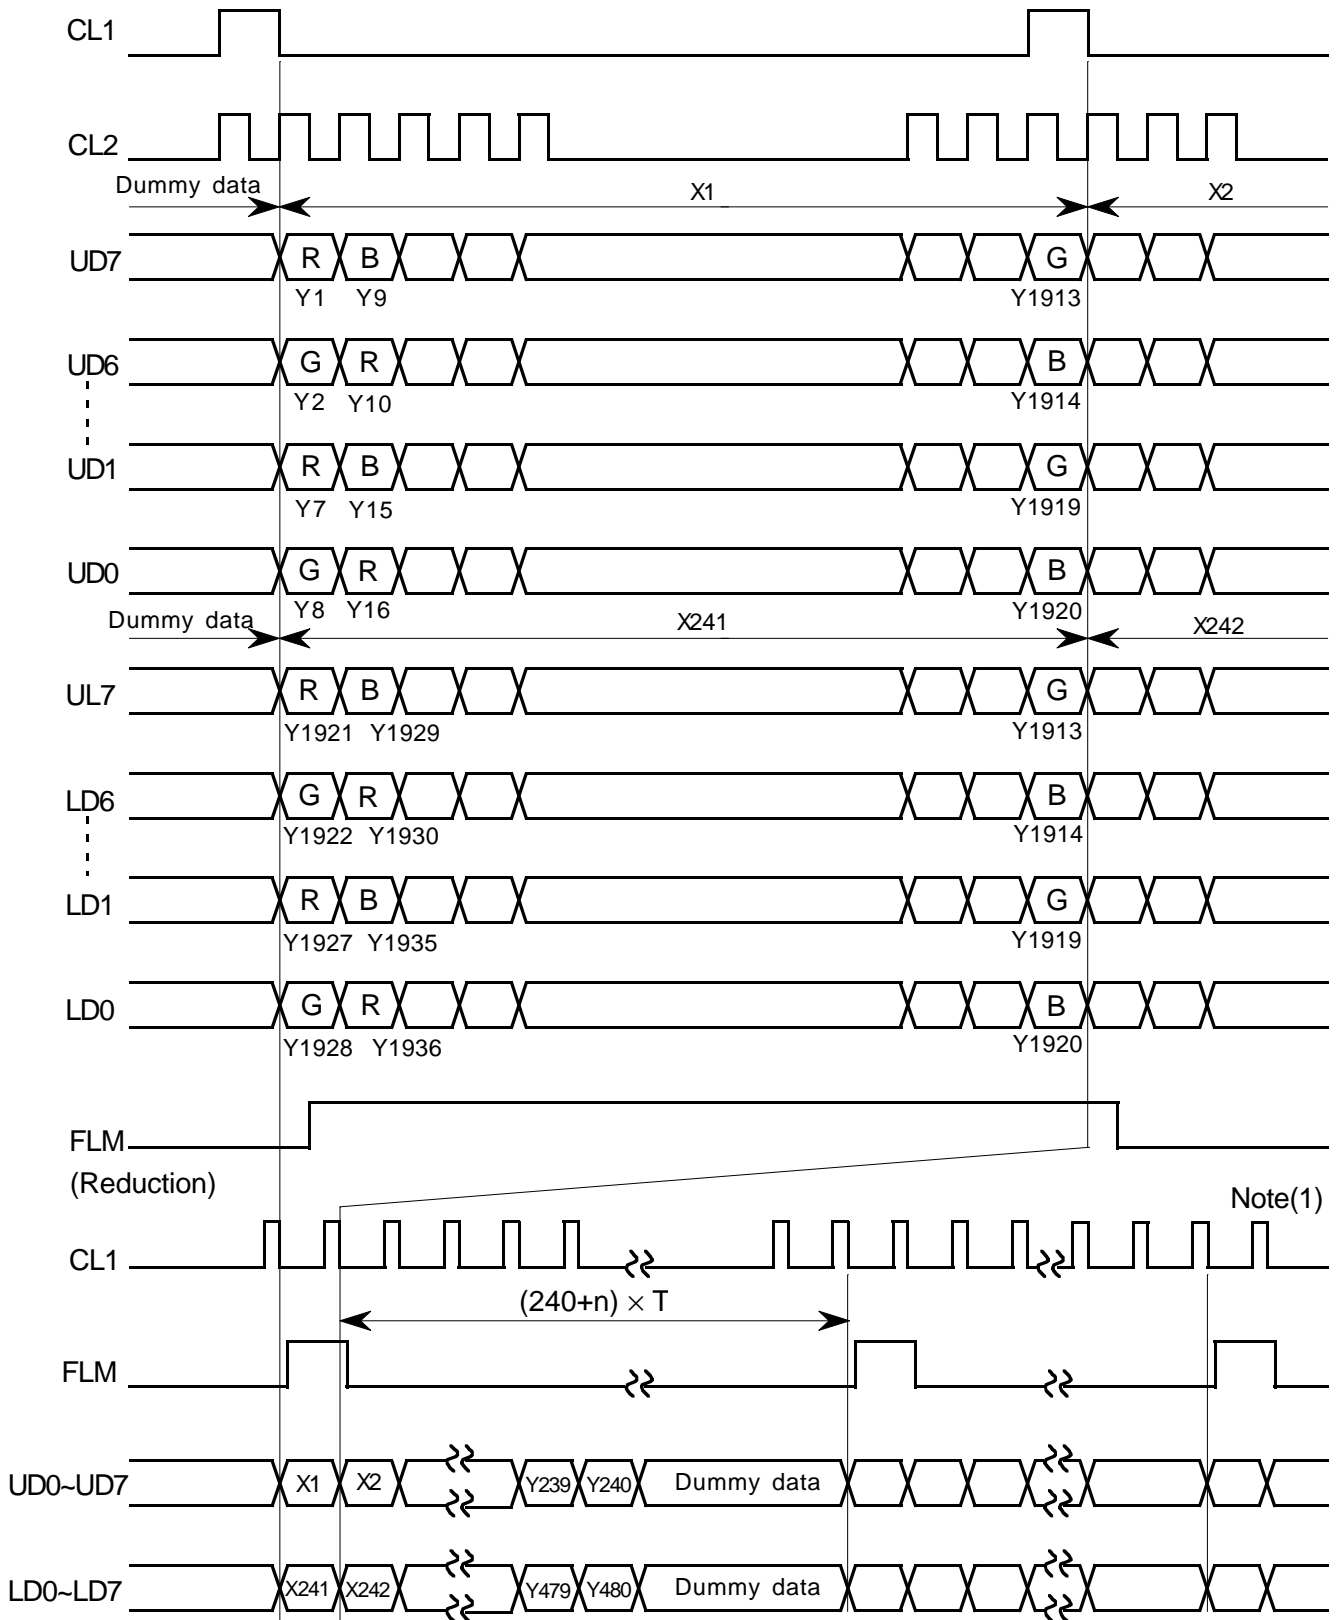 CL1
CL2
Dummy data X1 X2
UD7 R B G
Y1 Y9 Y1913
UD6 G R B
Y2 Y10 Y1914
UD1 R B G
Y7 Y15 Y1919
UD0 G R B
Y8 Y16 Y1920
Dummy data X241 X242
UL7 R B G
Y1921 Y1929 Y1913
LD6 G R B
Y1922 Y1930 Y1914
LD1 R B G
Y1927 Y1935 Y1919
LD0 G R B
Y1928 Y1936 Y1920
FLM
(Reduction)
Note(1)
CL1
(240+n) × T
FLM
UD0~UD7 X1 X2 Y239 Y240 Dummy data
LD0~LD7 X241 X242 Y479 Y480 Dummy data